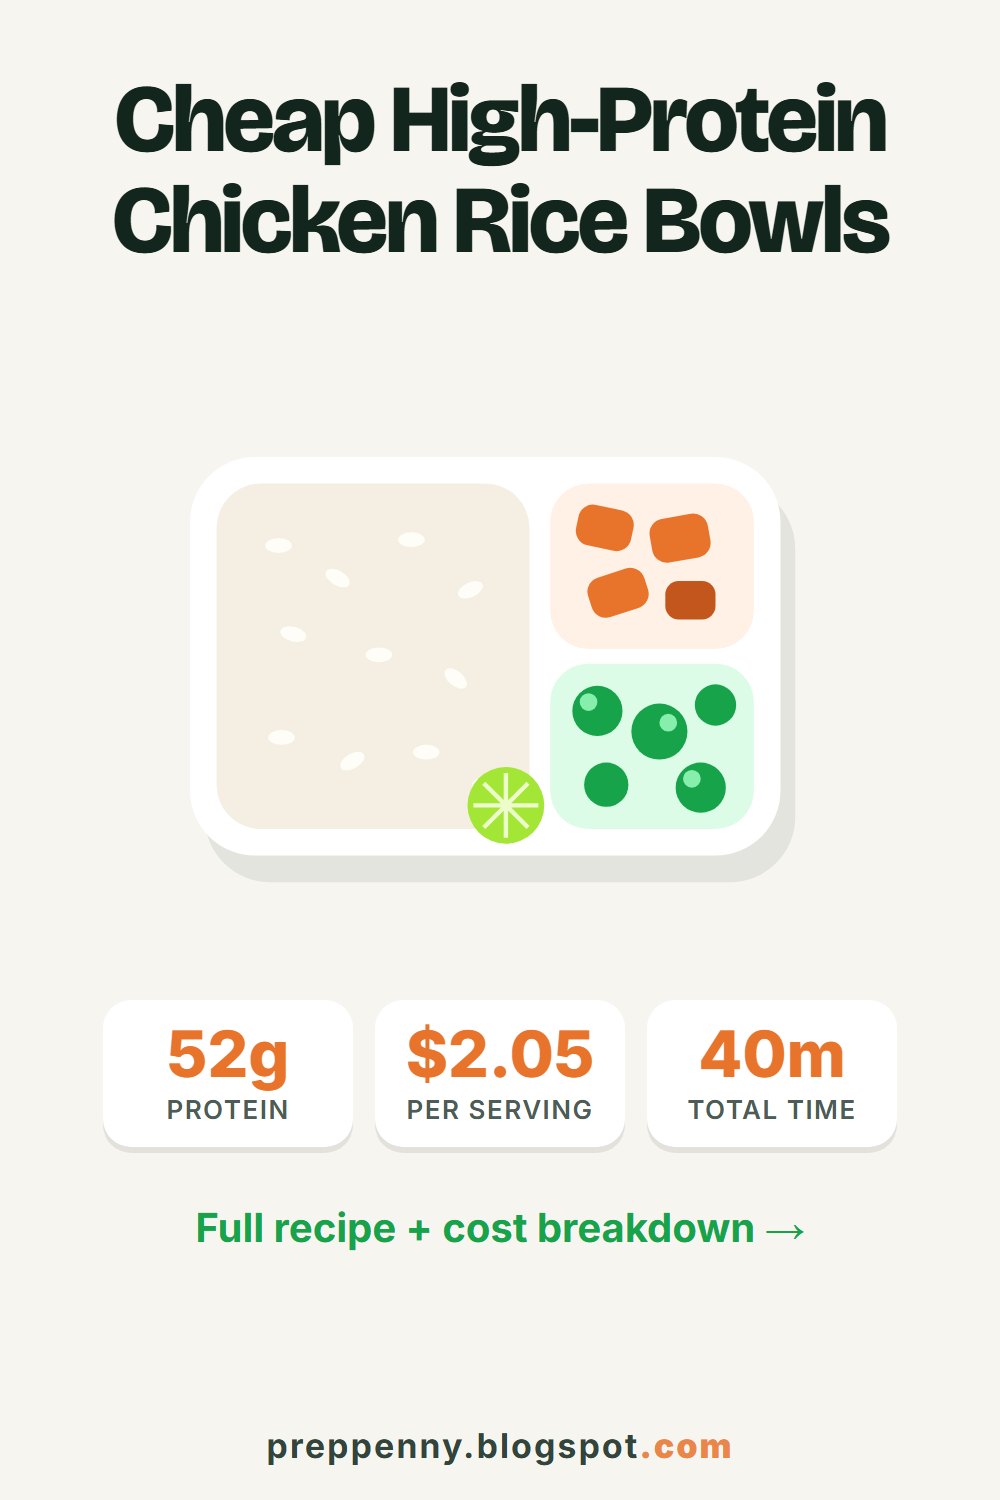 Cheap High-Protein
Chicken Rice Bowls
52g
PROTEIN
$2.05
PER SERVING
40m
TOTAL TIME
Full recipe + cost breakdown →
preppenny.blogspot.com